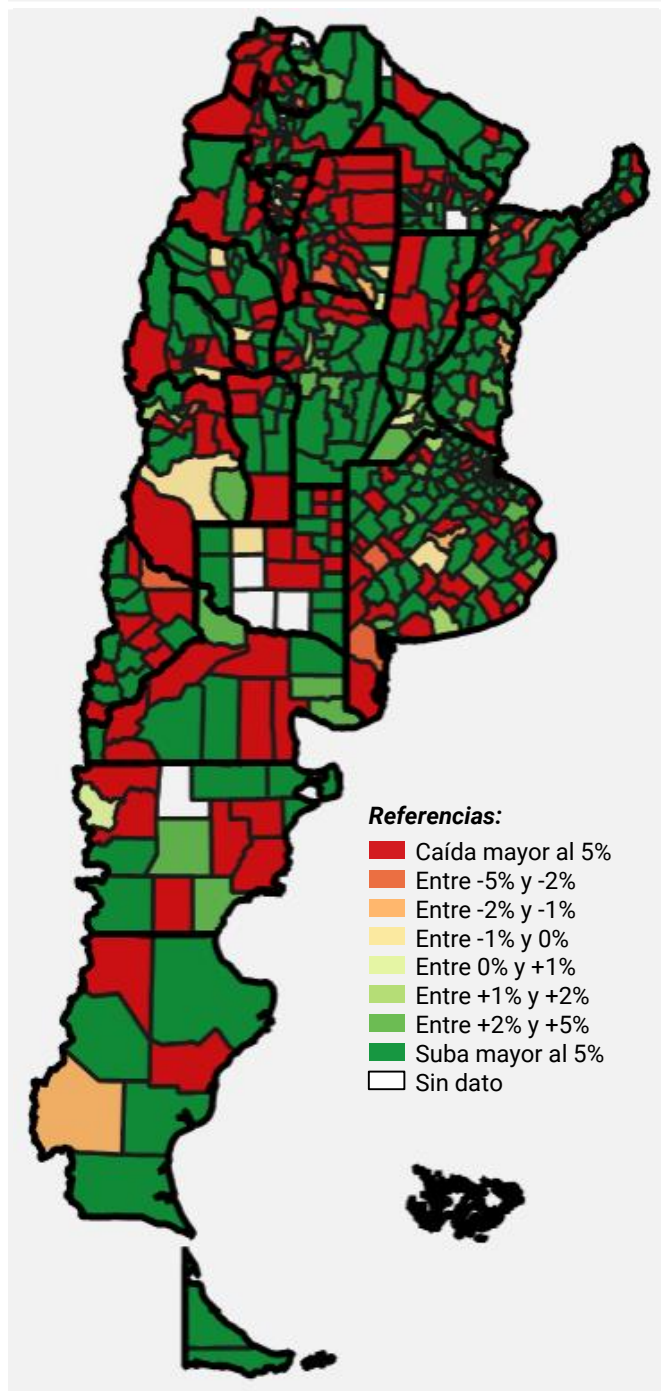 Referencias:
Caída mayor al 5%
Entre -5% y -2%
Entre -2% y -1%
Entre -1% y 0%
Entre 0% y +1%
Entre +1% y +2%
Entre +2% y +5%
Suba mayor al 5%
Sin dato